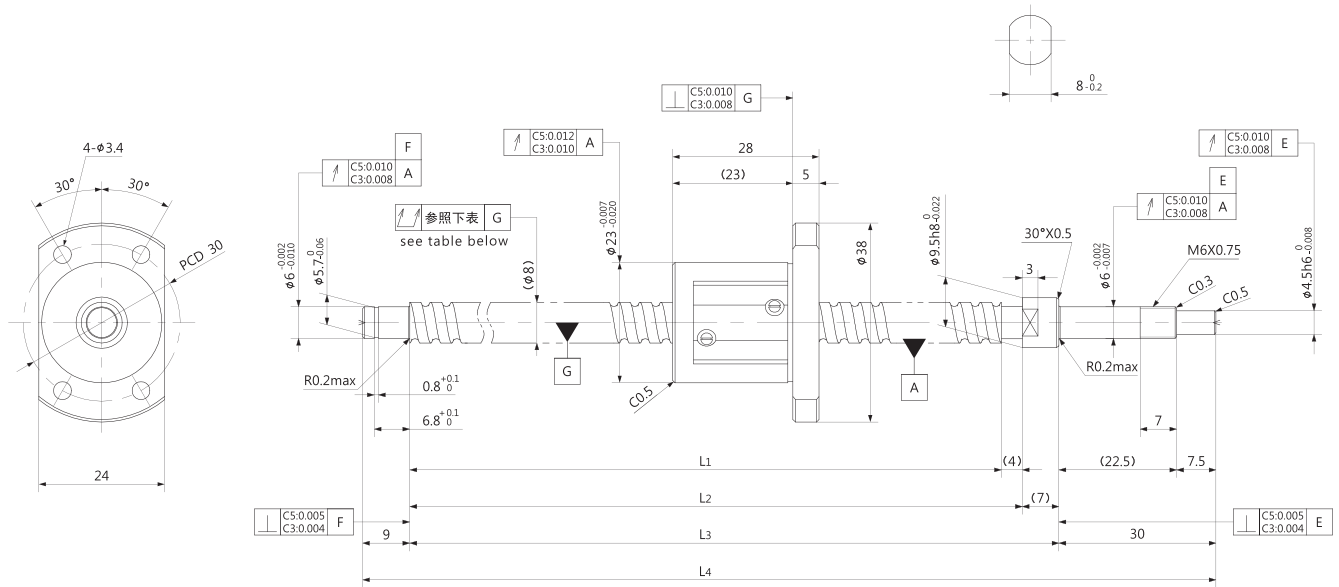 8 0 -0.2
⊥ C5:0.010 C3:0.008 G
4-ϕ3.4
F
↗ C5:0.010 C3:0.008 A
↗ C5:0.012 C3:0.010 A
28
(23)
5
↗ C5:0.010 C3:0.008 E
E
↗ C5:0.010 C3:0.008 A
30°
30°
PCD 30
参照下表 G
see table below
ϕ6 -0.002 -0.010
ϕ5.7 0 -0.06
(ϕ8)
ϕ23 -0.007 -0.020
ϕ38
ϕ9.5h8 0 -0.022
30°X0.5
3
ϕ6 -0.002 -0.007
M6X0.75
C0.3
C0.5
ϕ4.5h6 0 -0.008
R0.2max
G
C0.5
A
R0.2max
0.8 +0.1 0
6.8 +0.1 0
7
24
L1
(4)
(22.5)
7.5
L2
(7)
⊥ C5:0.005 C3:0.004 F
9
L3
30
⊥ C5:0.005 C3:0.004 E
L4